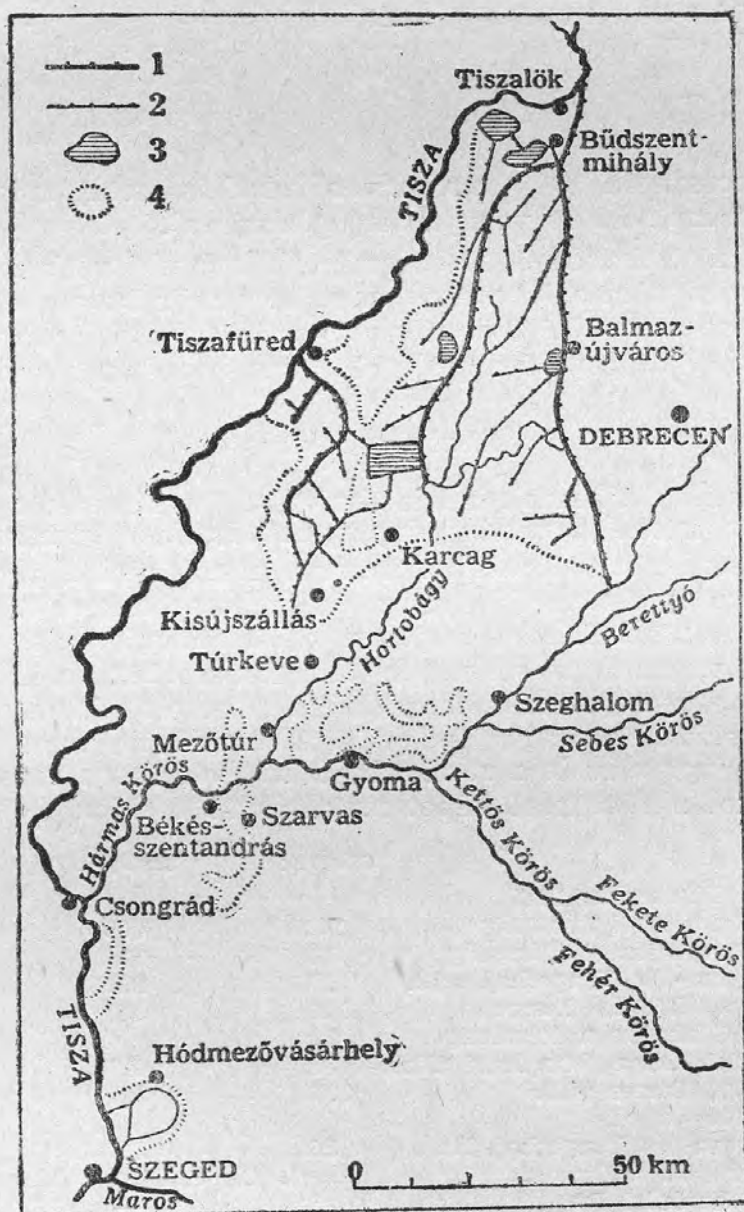 1
2
3
4
Tiszalök
Bűdszent-
mihály
TISZA
Tiszafüred
Balmaz-
újváros
DEBRECEN
Karcag
Kisújszállás
Hortobágy
Berettyó
Túrkeve
Szeghalom
Sebes Körös
Mezőtúr
Gyoma
Hármas Körös
Kettös Körös
Békés-
szentandrás
Szarvas
Csongrád
Fekete Körös
Fehér Körös
TISZA
Hódmezővásárhely
SZEGED
Maros
0 50 km